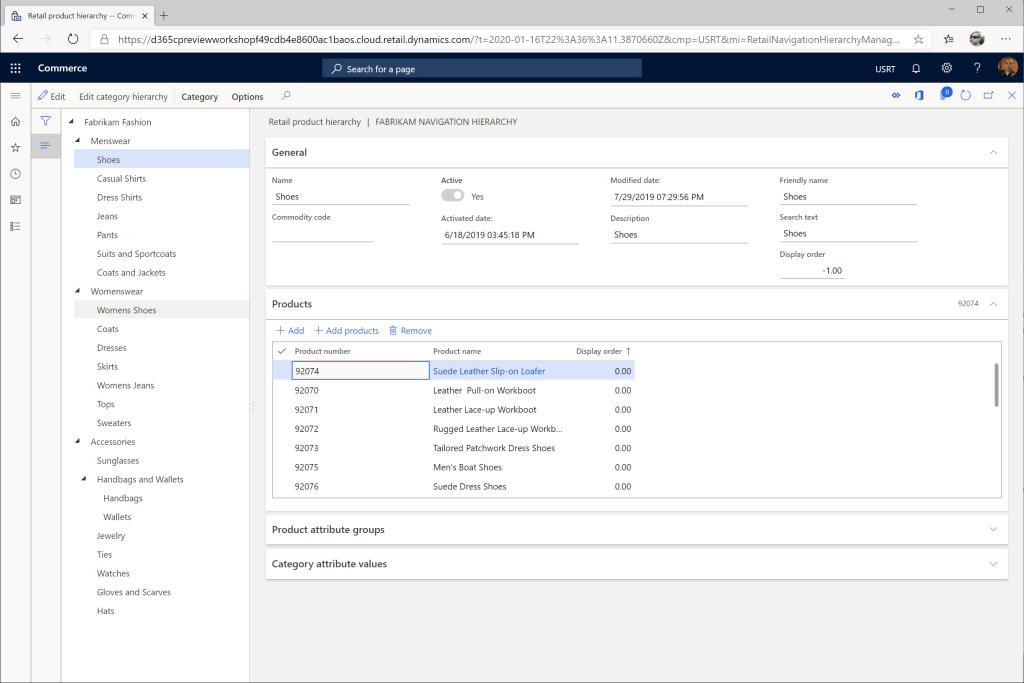 Retail product hierarchy -- Comm
https://d365cpreviewworkshopf49cdb4e8600ac1baos.cloud.retail.dynamics.com/?t=2020-01-16T22%3A36%3A11.3870660Z&cmp=USRT&mi=RetailNavigationHierarchyManag...
Commerce
Search for a page
USRT
?
Edit
Edit category hierarchy
Category
Options
0
Fabrikam Fashion
Menswear
Shoes
Casual Shirts
Dress Shirts
Jeans
Pants
Suits and Sportcoats
Coats and Jackets
Womenswear
Womens Shoes
Coats
Dresses
Skirts
Womens Jeans
Tops
Sweaters
Accessories
Sunglasses
Handbags and Wallets
Handbags
Wallets
Jewelry
Ties
Watches
Gloves and Scarves
Hats
Retail product hierarchy | FABRIKAM NAVIGATION HIERARCHY
General
Name
Shoes
Commodity code
Active
Yes
Activated date:
6/18/2019 03:45:18 PM
Modified date:
7/29/2019 07:29:56 PM
Description
Shoes
Friendly name
Shoes
Search text
Shoes
Display order
-1.00
Products
92074
Add
Add products
Remove
Product number Product name Display order ↑
92074 Suede Leather Slip-on Loafer 0.00
92070 Leather Pull-on Workboot 0.00
92071 Leather Lace-up Workboot 0.00
92072 Rugged Leather Lace-up Workb... 0.00
92073 Tailored Patchwork Dress Shoes 0.00
92075 Men's Boat Shoes 0.00
92076 Suede Dress Shoes 0.00
Product attribute groups
Category attribute values